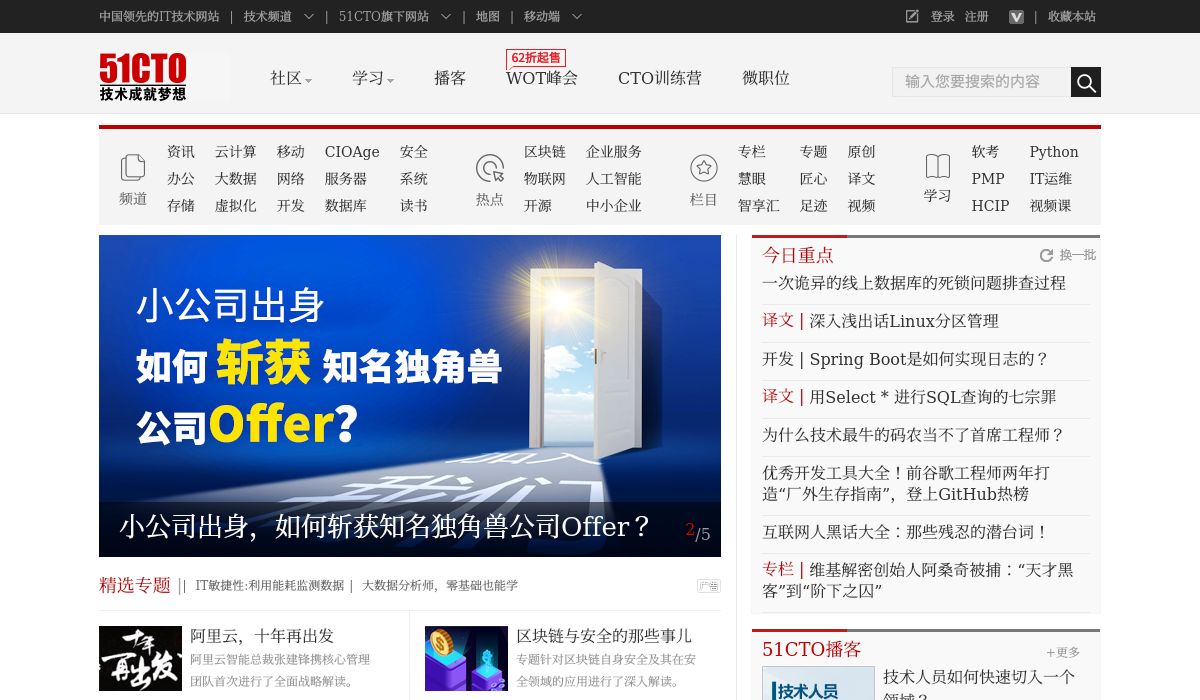 中国领先的IT技术网站 | 技术频道 | 51CTO旗下网站 | 地图 | 移动端
登录 注册 | 收藏本站
51CTO
技术成就梦想
62折起售
社区 学习 播客 WOT峰会 CTO训练营 微职位
输入您要搜索的内容
频道
资讯 云计算 移动 CIOAge 安全
办公 大数据 网络 服务器 系统
存储 虚拟化 开发 数据库 读书
热点
区块链 企业服务
物联网 人工智能
开源 中小企业
栏目
专栏 专题 原创
慧眼 匠心 译文
智享汇 足迹 视频
学习
软考 Python
PMP IT运维
HCIP 视频课
小公司出身
如何 斩获 知名独角兽
公司Offer?
加入
我们
小公司出身，如何斩获知名独角兽公司Offer？
2/5
精选专题 || IT敏捷性:利用能耗监测数据 | 大数据分析师，零基础也能学
广告
十年
再出发
阿里云，十年再出发
阿里云智能总裁张建锋携核心管理
团队首次进行了全面战略解读。
区块链与安全的那些事儿
专题针对区块链自身安全及其在安
全领域的应用进行了深入解读。
今日重点 换一批
一次诡异的线上数据库的死锁问题排查过程
译文 | 深入浅出话Linux分区管理
开发 | Spring Boot是如何实现日志的？
译文 | 用Select * 进行SQL查询的七宗罪
为什么技术最牛的码农当不了首席工程师？
优秀开发工具大全！前谷歌工程师两年打
造“厂外生存指南”，登上GitHub热榜
互联网人黑话大全：那些残忍的潜台词！
专栏 | 维基解密创始人阿桑奇被捕：“天才黑
客”到“阶下之囚”
51CTO播客 +更多
技术人员
技术人员如何快速切入一个
领域？